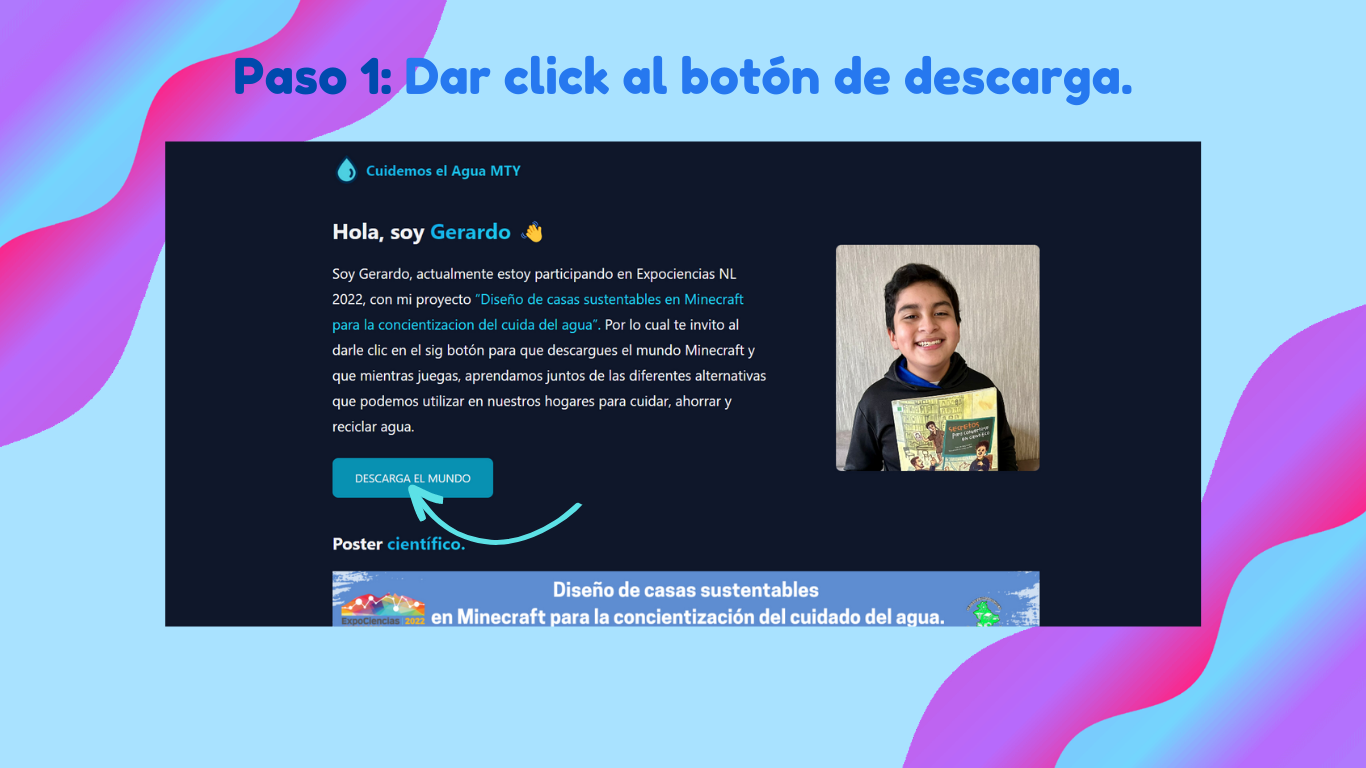 Paso 1: Dar click al botón de descarga.
Cuidemos el Agua MTY
Hola, soy Gerardo 👋
Soy Gerardo, actualmente estoy participando en Expociencias NL
2022, con mi proyecto "Diseño de casas sustentables en Minecraft
para la concientizacion del cuida del agua". Por lo cual te invito al
darle clic en el sig botón para que descargues el mundo Minecraft y
que mientras juegas, aprendamos juntos de las diferentes alternativas
que podemos utilizar en nuestros hogares para cuidar, ahorrar y
reciclar agua.
secretos
para convertirse
en científico
DESCARGA EL MUNDO
Poster científico.
Diseño de casas sustentables
en Minecraft para la concientización del cuidado del agua.
ExpoCiencias 2022